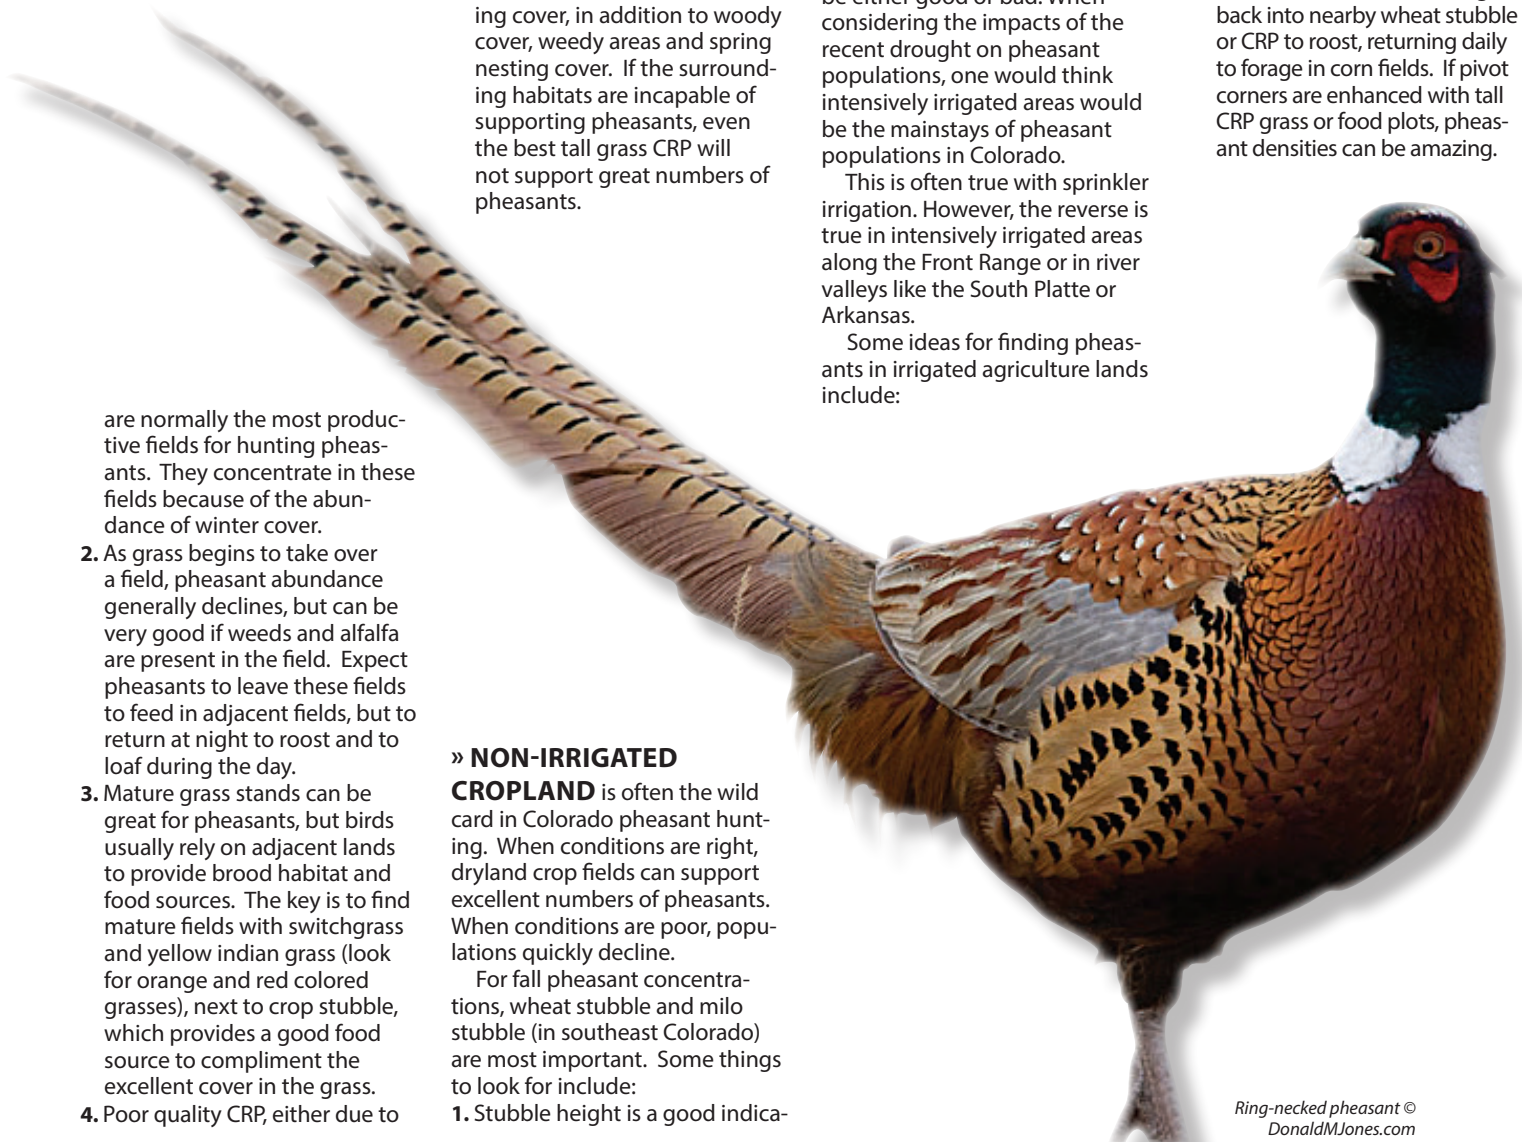 are normally the most produc-
tive fields for hunting pheas-
ants. They concentrate in these
fields because of the abun-
dance of winter cover.
2. As grass begins to take over
a field, pheasant abundance
generally declines, but can be
very good if weeds and alfalfa
are present in the field. Expect
pheasants to leave these fields
to feed in adjacent fields, but to
return at night to roost and to
loaf during the day.
3. Mature grass stands can be
great for pheasants, but birds
usually rely on adjacent lands
to provide brood habitat and
food sources. The key is to find
mature fields with switchgrass
and yellow indian grass (look
for orange and red colored
grasses), next to crop stubble,
which provides a good food
source to compliment the
excellent cover in the grass.
4. Poor quality CRP, either due to
ing cover, in addition to woody
cover, weedy areas and spring
nesting cover. If the surround-
ing habitats are incapable of
supporting pheasants, even
the best tall grass CRP will
not support great numbers of
pheasants.
» NON-IRRIGATED
CROPLAND is often the wild
card in Colorado pheasant hunt-
ing. When conditions are right,
dryland crop fields can support
excellent numbers of pheasants.
When conditions are poor, popu-
lations quickly decline.
For fall pheasant concentra-
tions, wheat stubble and milo
stubble (in southeast Colorado)
are most important. Some things
to look for include:
1. Stubble height is a good indica-
be either good or bad. When
considering the impacts of the
recent drought on pheasant
populations, one would think
intensively irrigated areas would
be the mainstays of pheasant
populations in Colorado.
This is often true with sprinkler
irrigation. However, the reverse is
true in intensively irrigated areas
along the Front Range or in river
valleys like the South Platte or
Arkansas.
Some ideas for finding pheas-
ants in irrigated agriculture lands
include:
back into nearby wheat stubble
or CRP to roost, returning daily
to forage in corn fields. If pivot
corners are enhanced with tall
CRP grass or food plots, pheas-
ant densities can be amazing.
Ring-necked pheasant ©
DonaldMJones.com